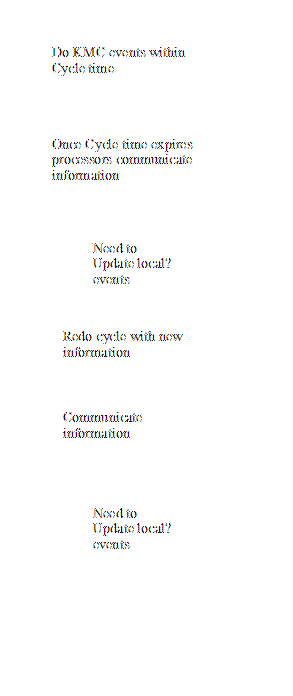 Do KMC events within
Cycle time
Once Cycle time expires
processors communicate
information
Need to
Update local?
events
Redo cycle with new
information
Communicate
information
Need to
Update local?
events